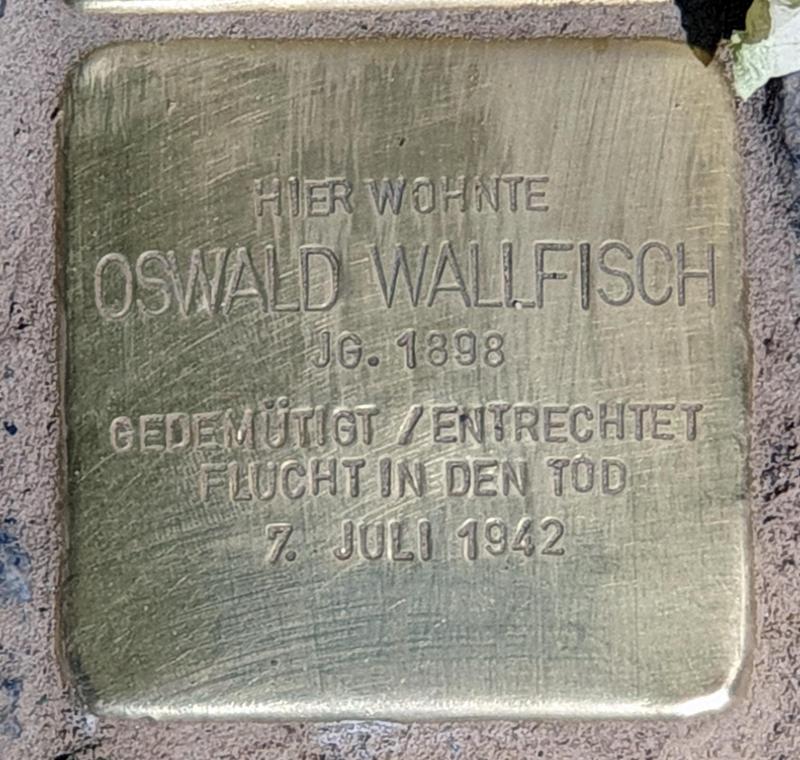 HIER WOHNTE
OSWALD WALLFISCH
JG. 1898
GEDEMÜTIGT / ENTRECHTET
FLUCHT IN DEN TOD
7. JULI 1942